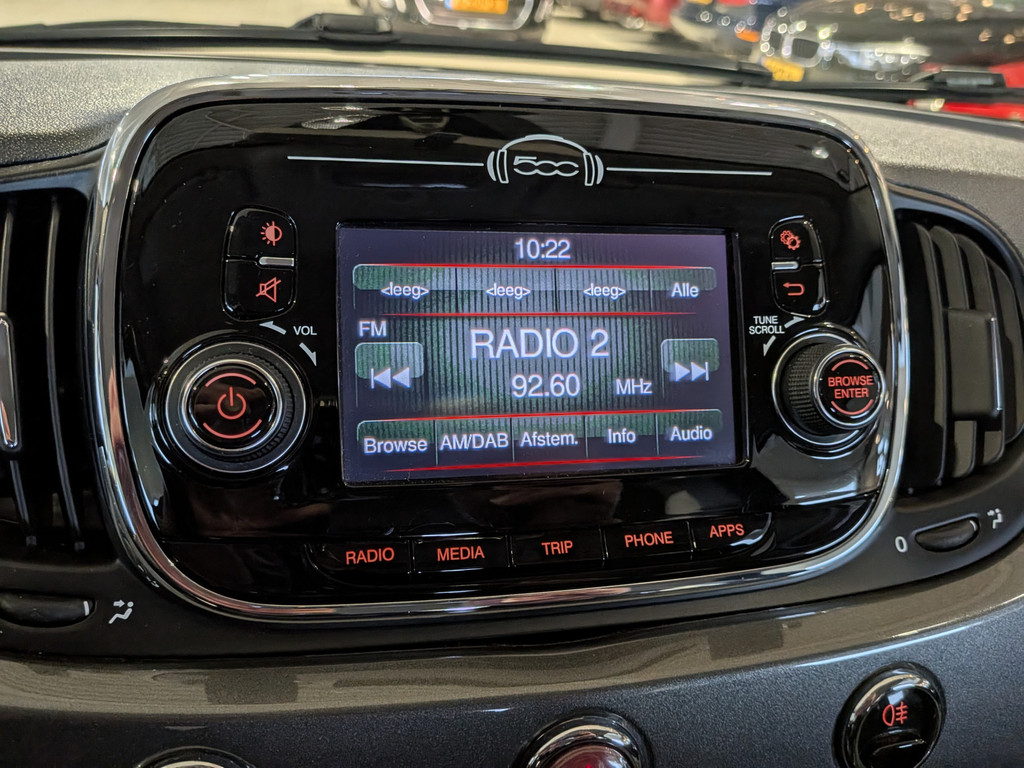 500
10:22
<leeg> <leeg> <leeg> Alle
VOL
TUNE
SCROLL
FM
RADIO 2
92.60 MHz
BROWSE
ENTER
Browse AM/DAB Afstem. Info Audio
RADIO MEDIA TRIP PHONE APPS
0